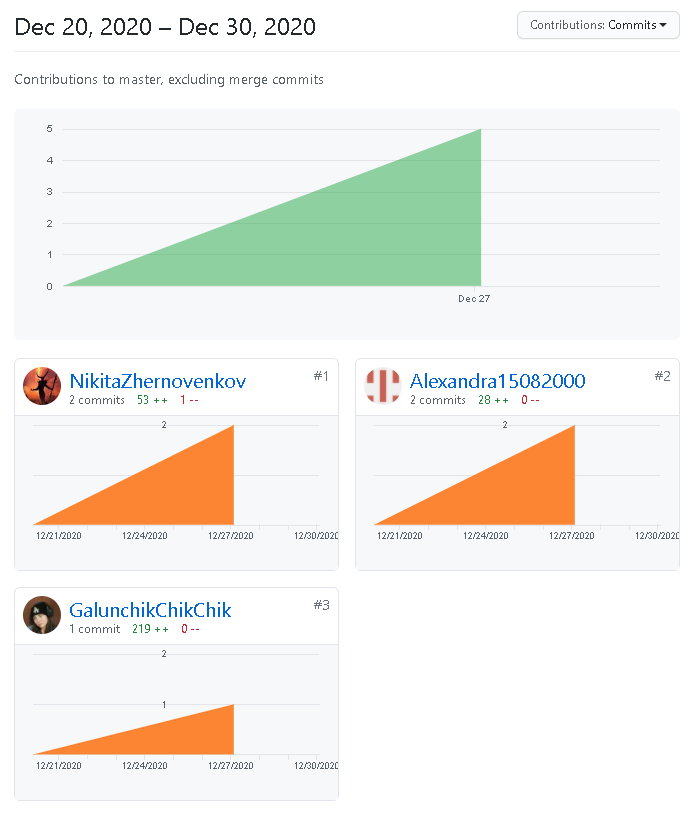 Dec 20, 2020 – Dec 30, 2020
Contributions: Commits
Contributions to master, excluding merge commits
5
4
3
2
1
0
Dec 27
NikitaZhernovenkov
#1
2 commits 53 ++ 1 --
2
12/21/2020 12/24/2020 12/27/2020 12/30/2020
Alexandra15082000
#2
2 commits 28 ++ 0 --
2
12/21/2020 12/24/2020 12/27/2020 12/30/2020
GalunchikChikChik
#3
1 commit 219 ++ 0 --
2
1
12/21/2020 12/24/2020 12/27/2020 12/30/2020